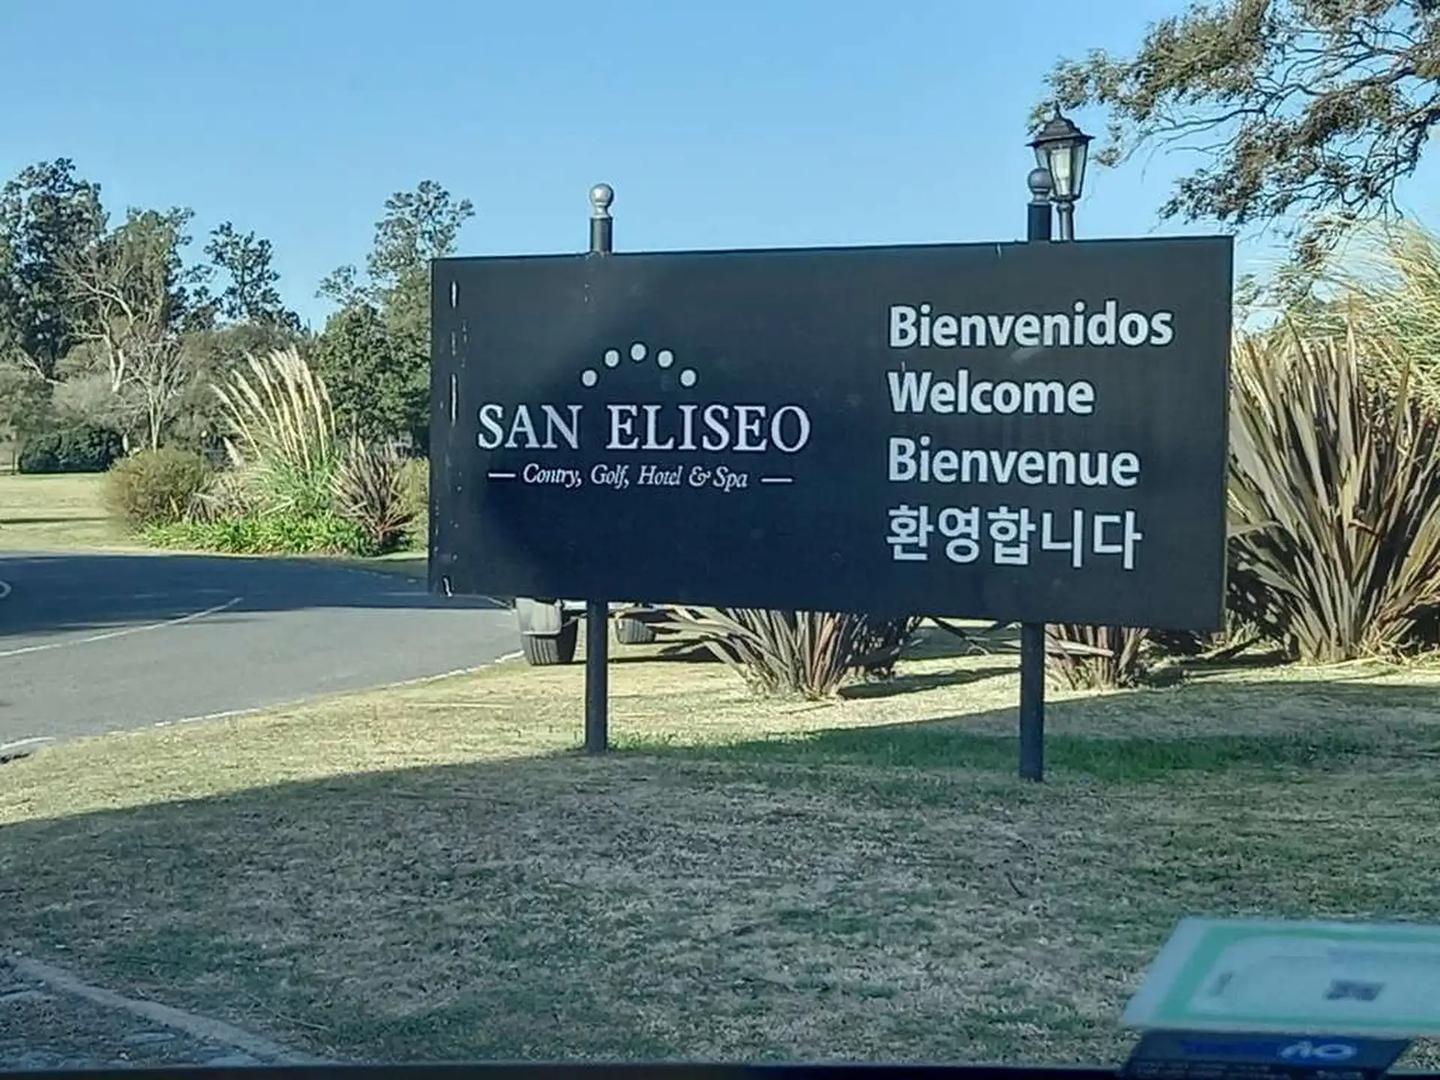 SAN ELISEO
Contry, Golf, Hotel & Spa
Bienvenidos
Welcome
Bienvenue
환영합니다